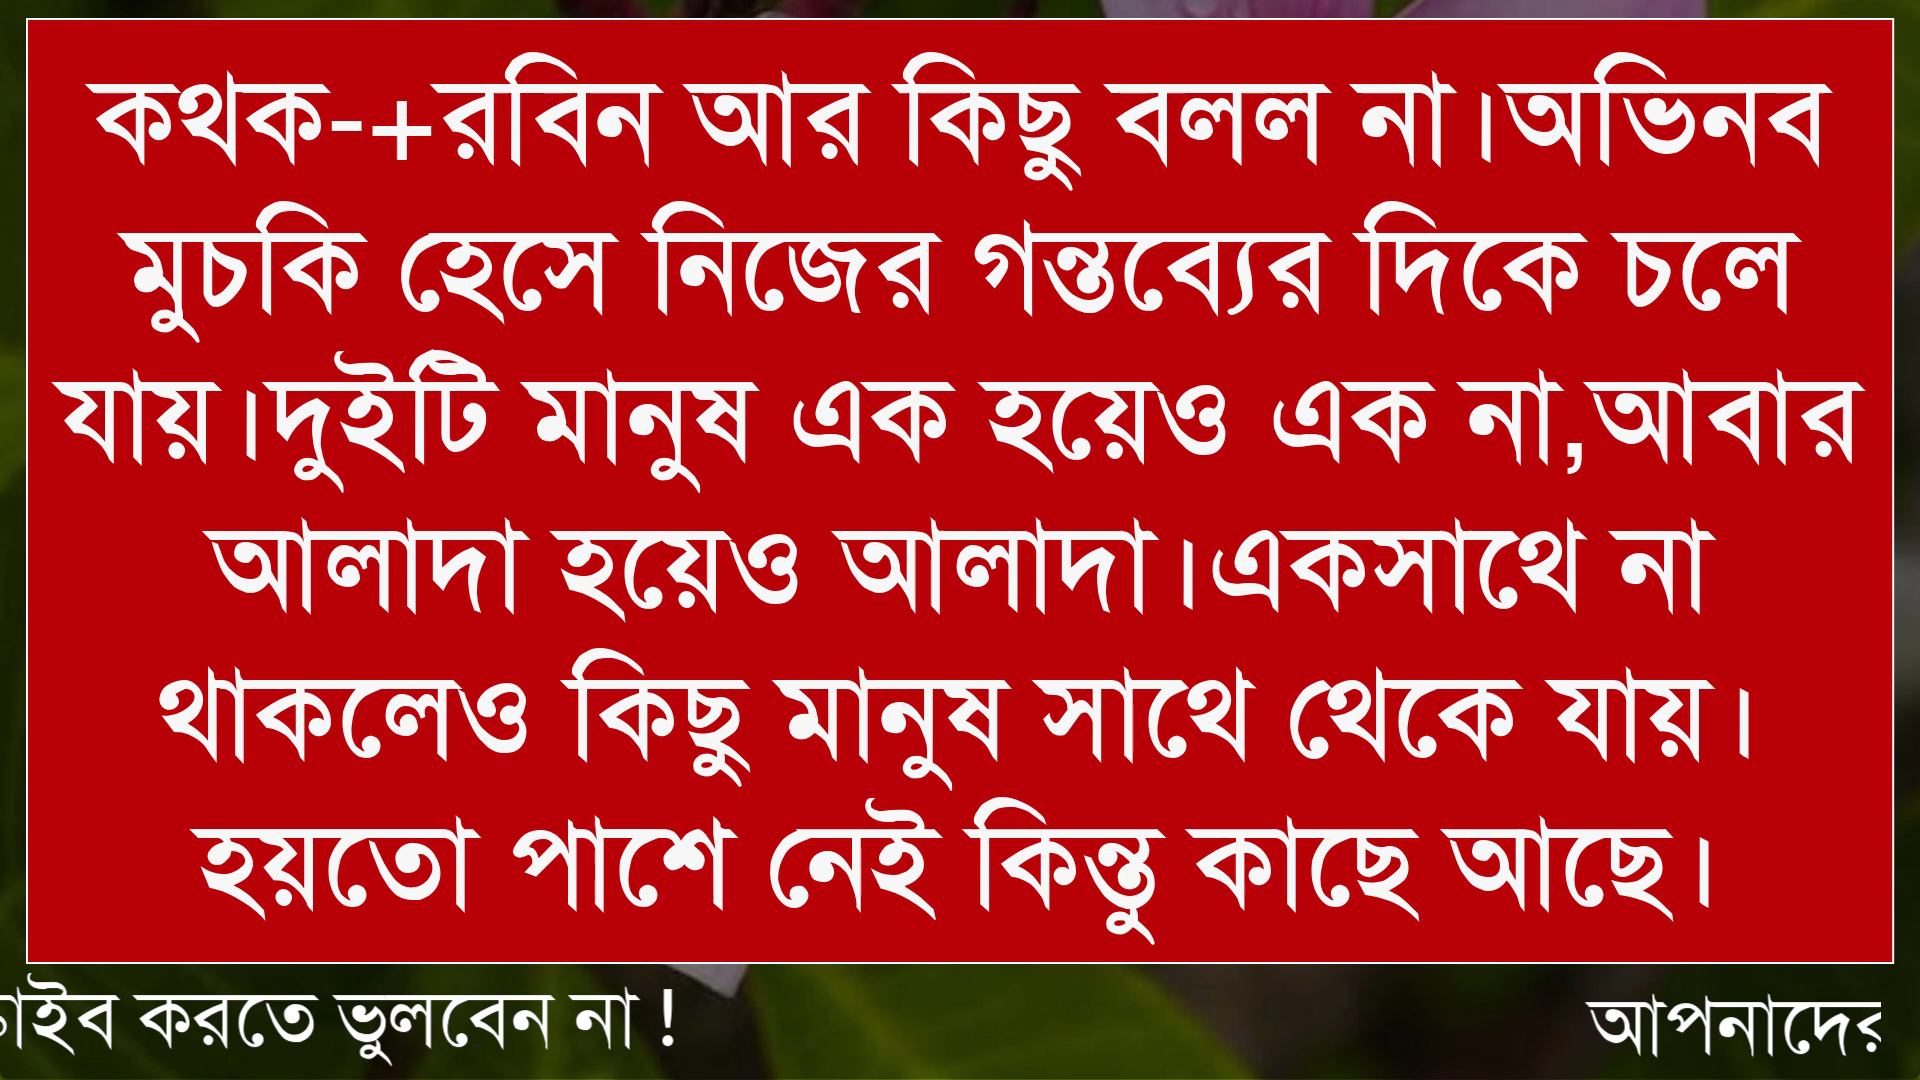 কথক-+রবিন আর কিছু বলল না।অভিনব
মুচকি হেসে নিজের গন্তব্যের দিকে চলে
যায়।দুইটি মানুষ এক হয়েও এক না,আবার
আলাদা হয়েও আলাদা।একসাথে না
থাকলেও কিছু মানুষ সাথে থেকে যায়।
হয়তো পাশে নেই কিন্তু কাছে আছে।
করতে ভুলবেন না ! আপনাদের